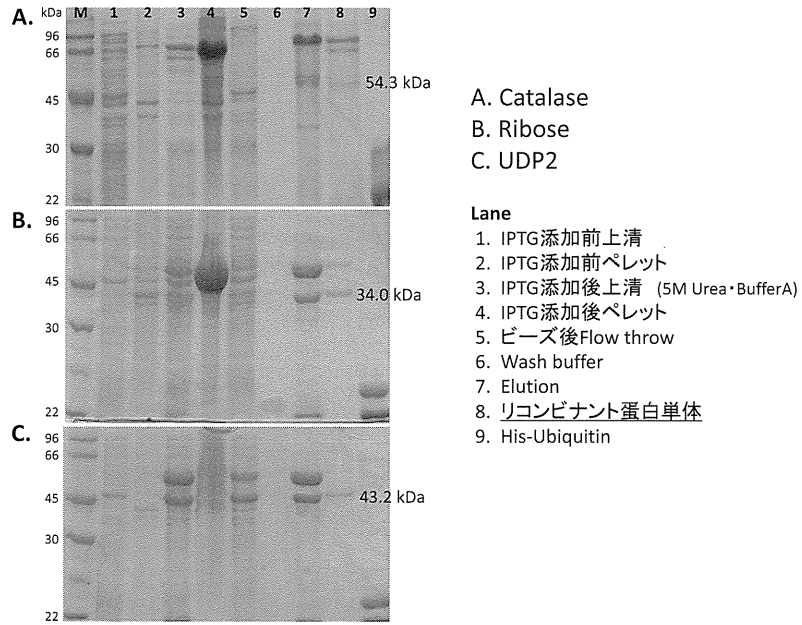 A.
kDa M 1 2 3 4 5 6 7 8 9
96
66
54.3 kDa
45
30
22
B.
96
66
45
34.0 kDa
30
22
C.
96
66
45
43.2 kDa
30
22
A. Catalase
B. Ribose
C. UDP2
Lane
1. IPTG添加前上清
2. IPTG添加前ペレット
3. IPTG添加後上清 (5M Urea・BufferA)
4. IPTG添加後ペレット
5. ビーズ後Flow throw
6. Wash buffer
7. Elution
8. リコンビナント蛋白単体
9. His-Ubiquitin